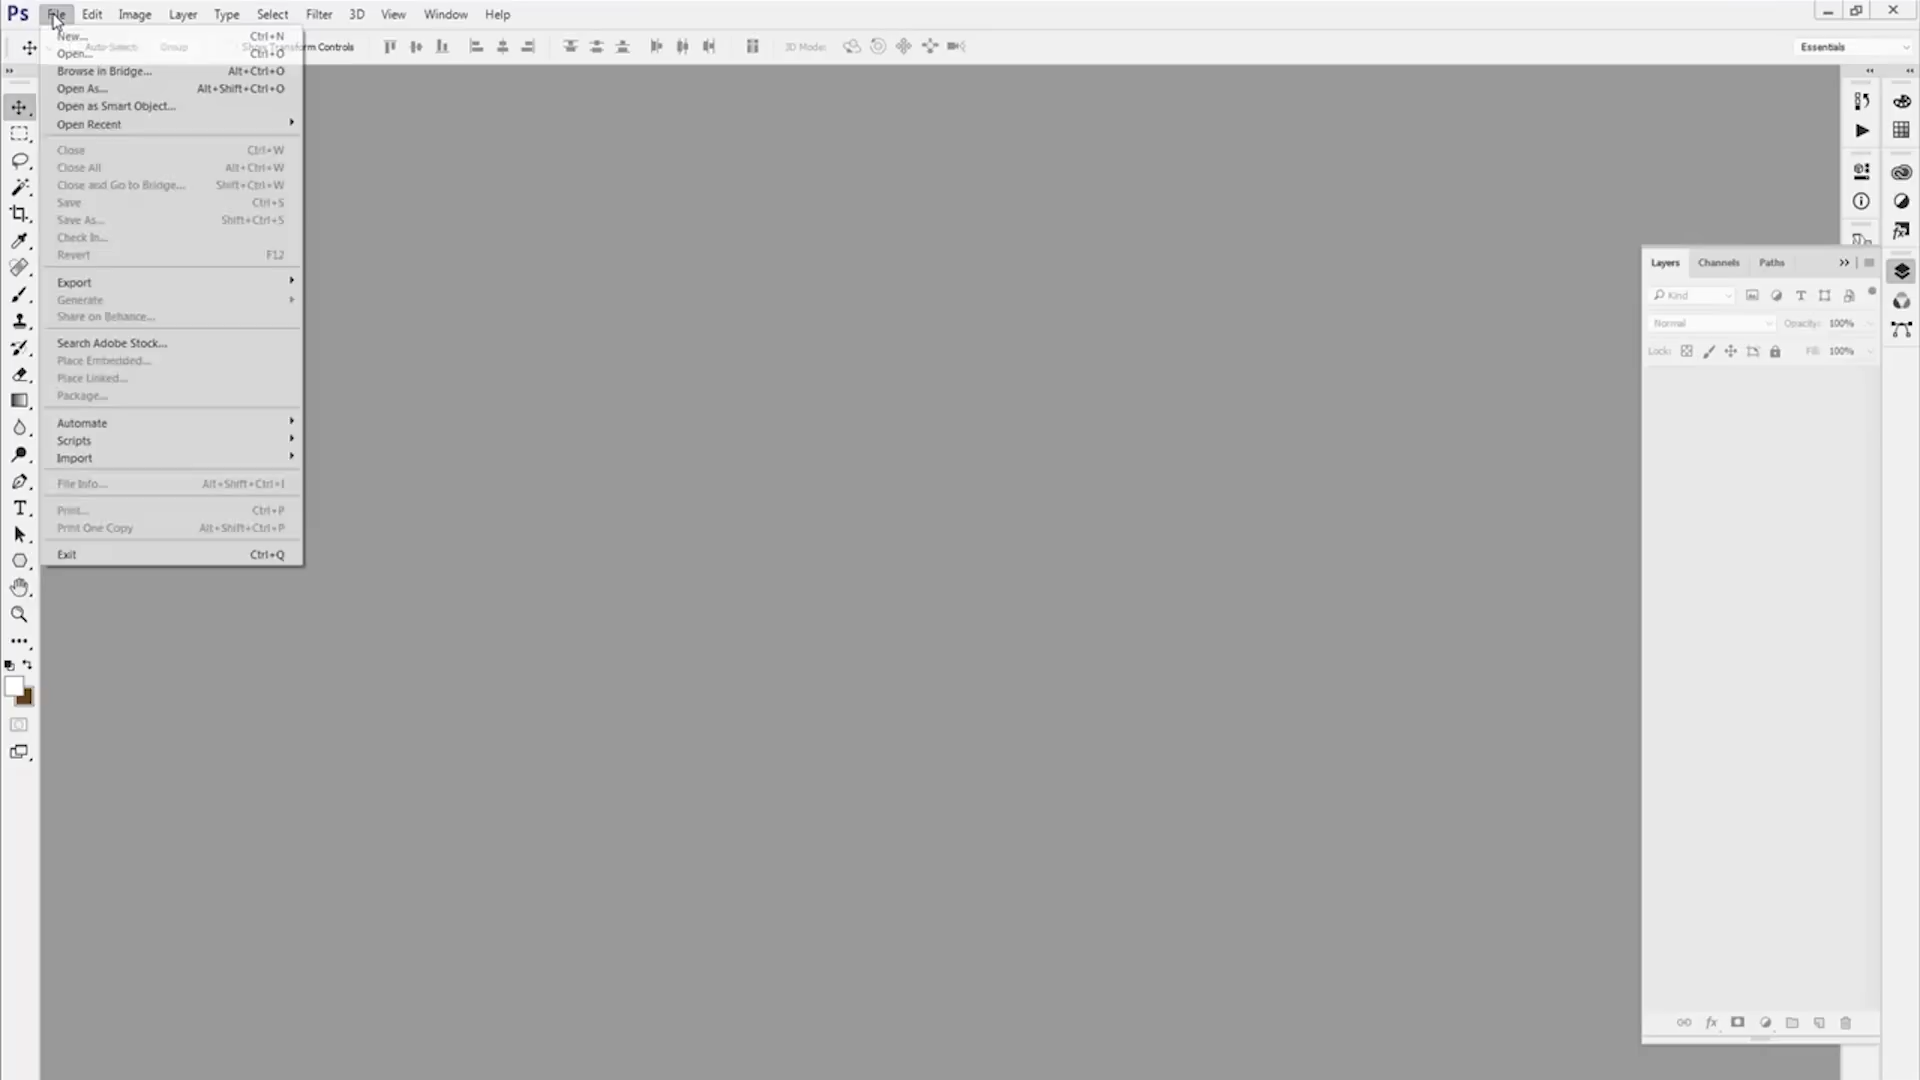 Ps File Edit Image Layer Type Select Filter 3D View Window Help
Auto-Select: Group Show Transform Controls 3D Mode: Essentials
New... Ctrl+N
Open... Ctrl+O
Browse in Bridge... Alt+Ctrl+O
Open As... Alt+Shift+Ctrl+O
Open as Smart Object...
Open Recent
Close Ctrl+W
Close All Alt+Ctrl+W
Close and Go to Bridge... Shift+Ctrl+W
Save Ctrl+S
Save As... Shift+Ctrl+S
Check In...
Revert F12
Export
Generate
Share on Behance...
Search Adobe Stock...
Place Embedded...
Place Linked...
Package...
Automate
Scripts
Import
File Info... Alt+Shift+Ctrl+I
Print... Ctrl+P
Print One Copy Alt+Shift+Ctrl+P
Exit Ctrl+Q
Layers Channels Paths
Kind
Normal Opacity: 100%
Lock: Fill: 100%